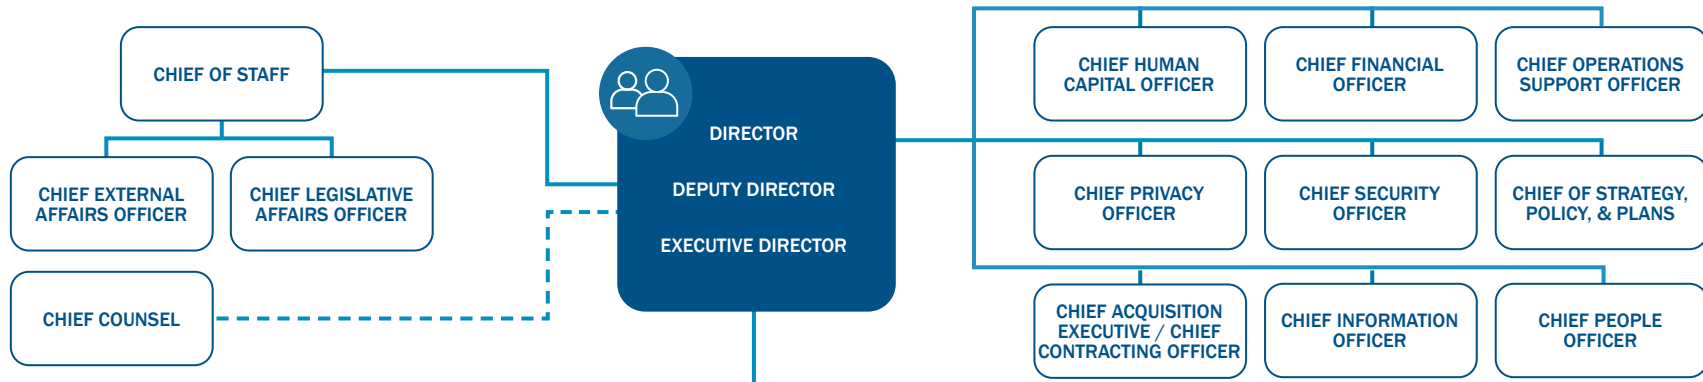 CHIEF OF STAFF
CHIEF EXTERNAL
AFFAIRS OFFICER
CHIEF LEGISLATIVE
AFFAIRS OFFICER
CHIEF COUNSEL
DIRECTOR
DEPUTY DIRECTOR
EXECUTIVE DIRECTOR
CHIEF HUMAN
CAPITAL OFFICER
CHIEF FINANCIAL
OFFICER
CHIEF OPERATIONS
SUPPORT OFFICER
CHIEF PRIVACY
OFFICER
CHIEF SECURITY
OFFICER
CHIEF OF STRATEGY,
POLICY, & PLANS
CHIEF ACQUISITION
EXECUTIVE / CHIEF
CONTRACTING OFFICER
CHIEF INFORMATION
OFFICER
CHIEF PEOPLE
OFFICER